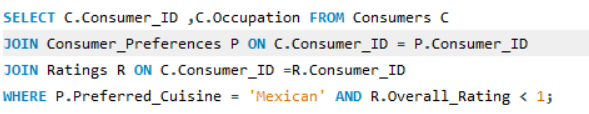 SELECT C.Consumer_ID ,C.Occupation FROM Consumers C
JOIN Consumer_Preferences P ON C.Consumer_ID = P.Consumer_ID
JOIN Ratings R ON C.Consumer_ID =R.Consumer_ID
WHERE P.Preferred_Cuisine = 'Mexican' AND R.Overall_Rating < 1;